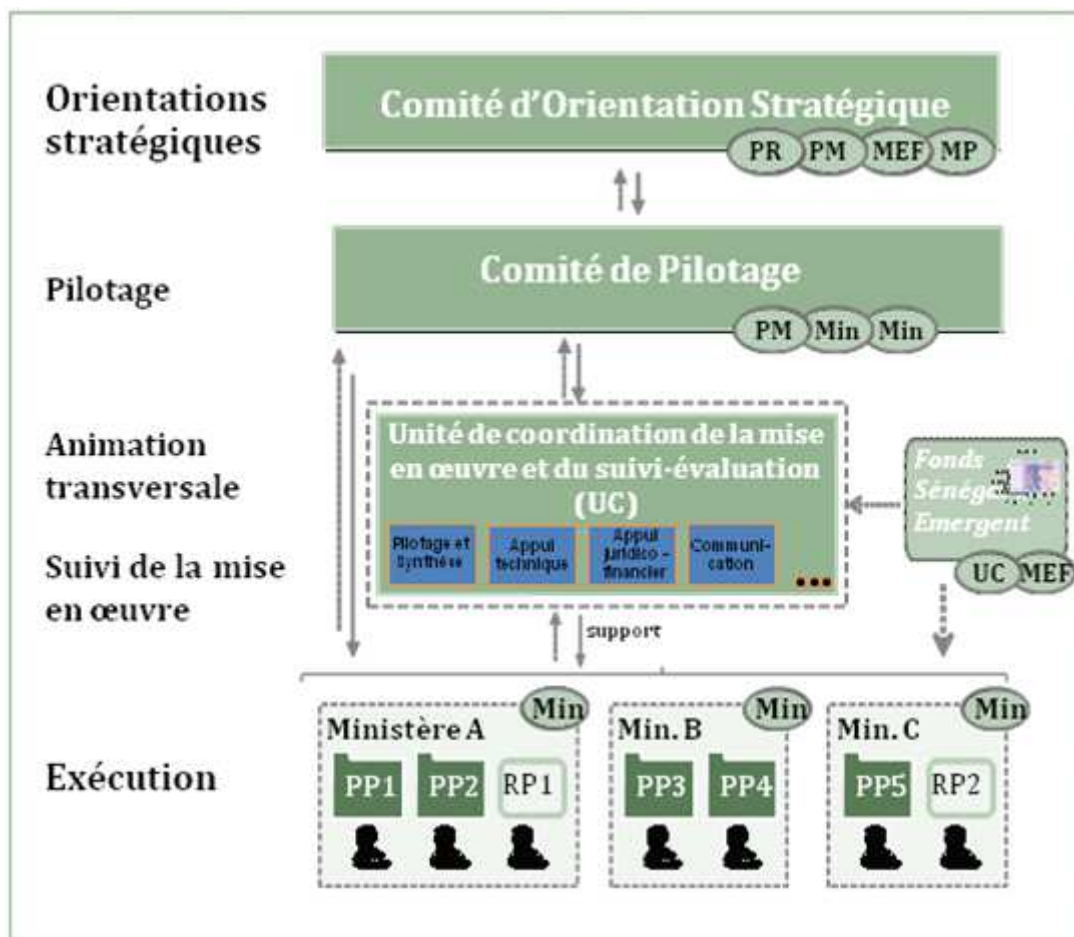 Orientations
stratégiques
Comité d'Orientation Stratégique
PR PM MEF MP
Pilotage
Comité de Pilotage
PM Min Min
Animation
transversale
Suivi de la mise
en œuvre
Unité de coordination de la mise
en œuvre et du suivi-évaluation
(UC)
Pilotage et
Synthèse
Appui
technique
Appui
juridico -
financier
Communi-
cation
...
Fonds
Emergent
UC MEF
support
Exécution
Ministère A
Min
PP1 PP2 RP1
Min. B
Min
PP3 PP4
Min. C
Min
PP5 RP2